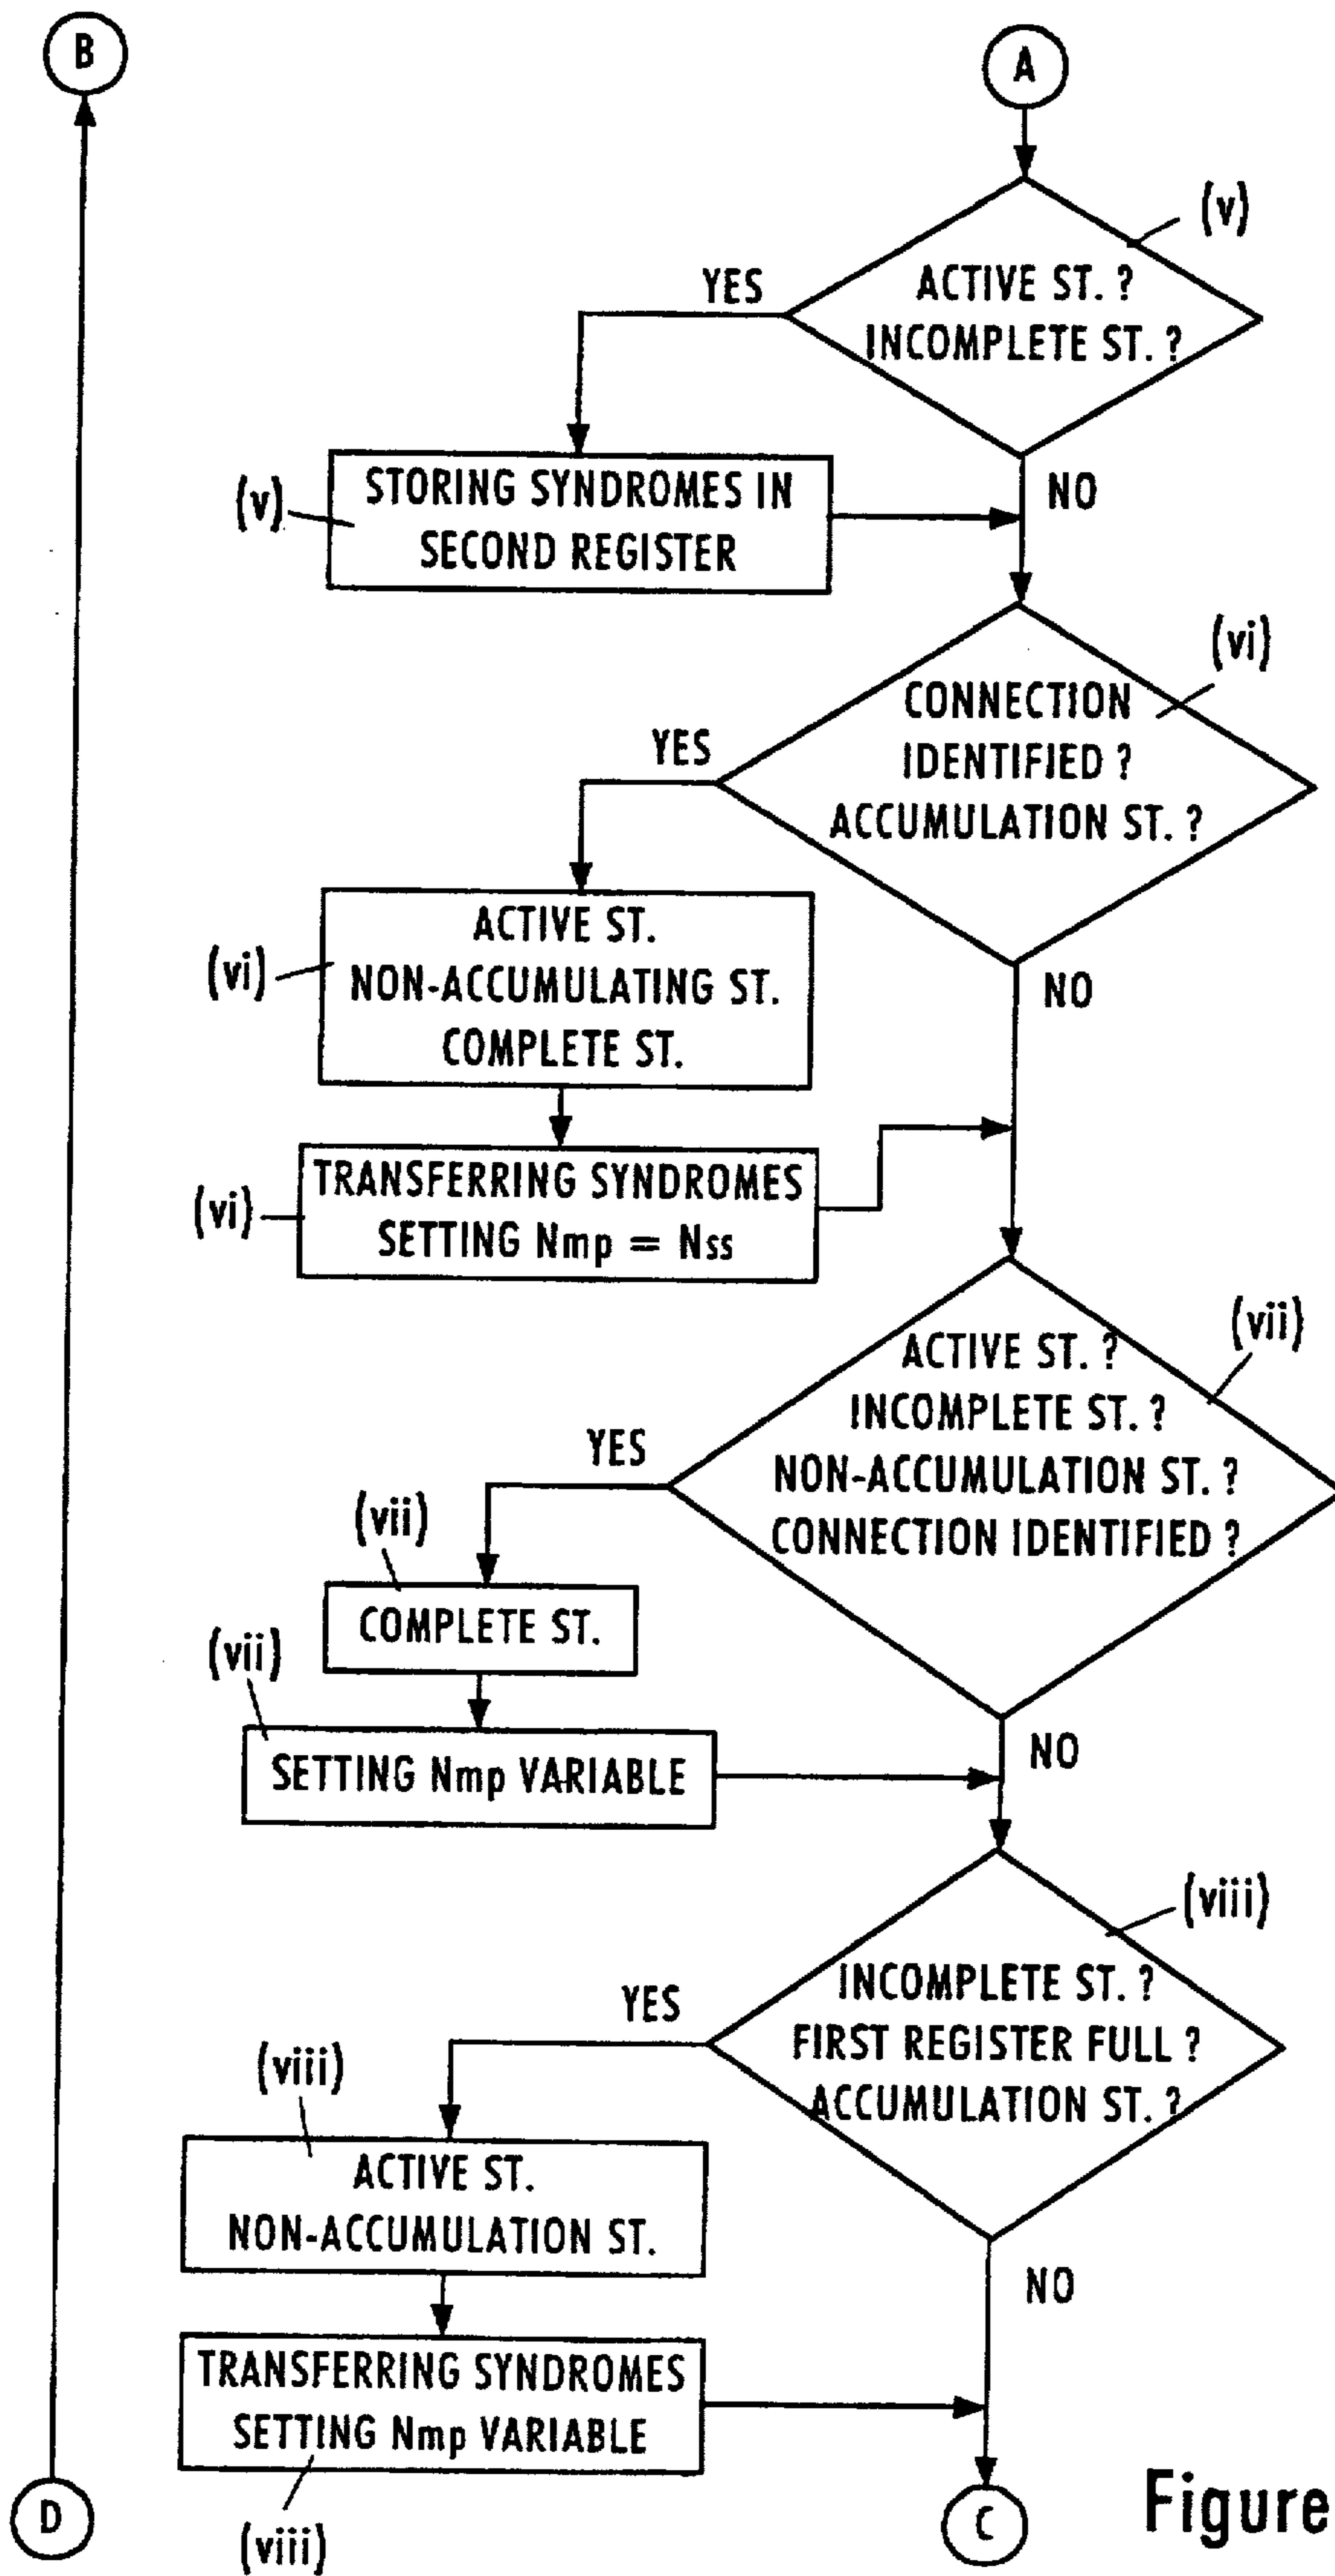 B
A
(v)
ACTIVE ST. ?
INCOMPLETE ST. ?
YES
NO
(v)
STORING SYNDROMES IN
SECOND REGISTER
(vi)
CONNECTION
IDENTIFIED ?
ACCUMULATION ST. ?
YES
NO
(vi)
ACTIVE ST.
NON-ACCUMULATING ST.
COMPLETE ST.
(vi)
TRANSFERRING SYNDROMES
SETTING Nmp = Nss
(vii)
ACTIVE ST. ?
INCOMPLETE ST. ?
NON-ACCUMULATION ST. ?
CONNECTION IDENTIFIED ?
YES
NO
(vii)
COMPLETE ST.
(vii)
SETTING Nmp VARIABLE
(viii)
INCOMPLETE ST. ?
FIRST REGISTER FULL ?
ACCUMULATION ST. ?
YES
NO
(viii)
ACTIVE ST.
NON-ACCUMULATION ST.
TRANSFERRING SYNDROMES
SETTING Nmp VARIABLE
(viii)
D
C
Figure